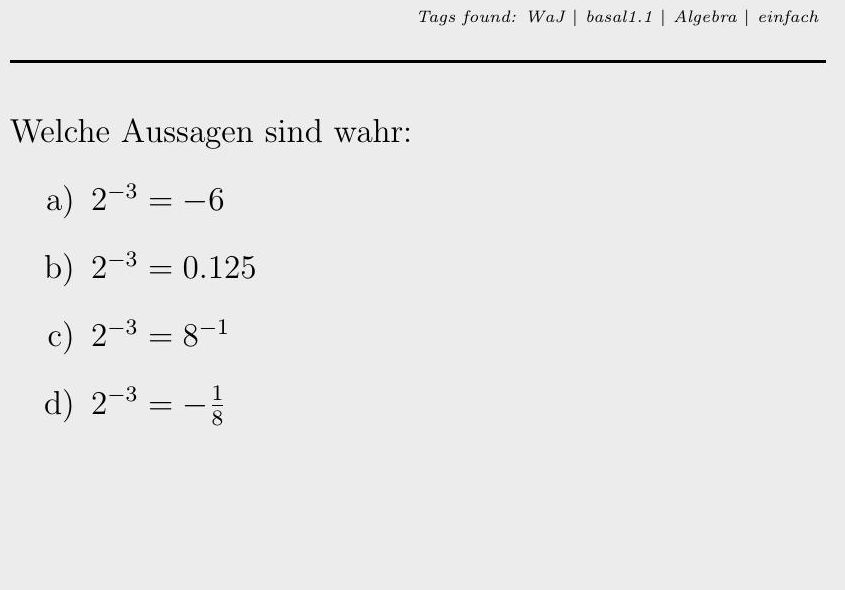 Tags found: WaJ | basal1.1 | Algebra | einfach
Welche Aussagen sind wahr:
a) $2^{-3} = -6$
b) $2^{-3} = 0.125$
c) $2^{-3} = 8^{-1}$
d) $2^{-3} = -\frac{1}{8}$